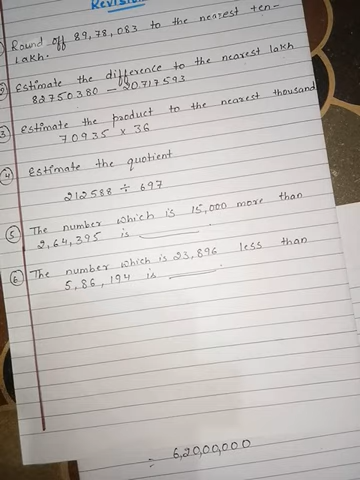 Revision
Round off 89,78,083 to the nearest ten-
lakh.
② Estimate the difference to the nearest lakh
82750380 - 20717593
③ Estimate the product to the nearest thousand
70935 x 36
④ Estimate the quotient
212588 ÷ 697
⑤ The number which is 15,000 more than
2,64,395 is ______.
⑥ The number which is 23,896 less than
5,86,194 is ______.
= 6,20,00,000